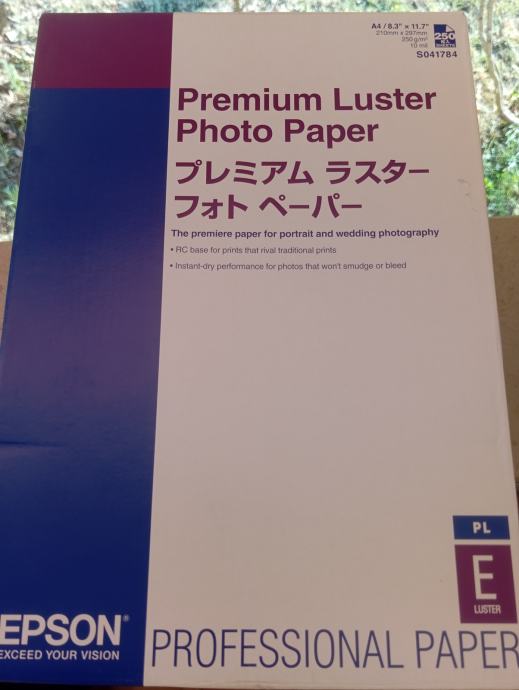 A4 / 8.3" x 11.7"
210mm x 297mm
250 g/m²
10 mil
250
SHEETS
S041784
Premium Luster
Photo Paper
プレミアム ラスター
フォト ペーパー
The premiere paper for portrait and wedding photography
• RC base for prints that rival traditional prints
• Instant-dry performance for photos that won't smudge or bleed
PL
E
LUSTER
EPSON®
EXCEED YOUR VISION
PROFESSIONAL PAPER